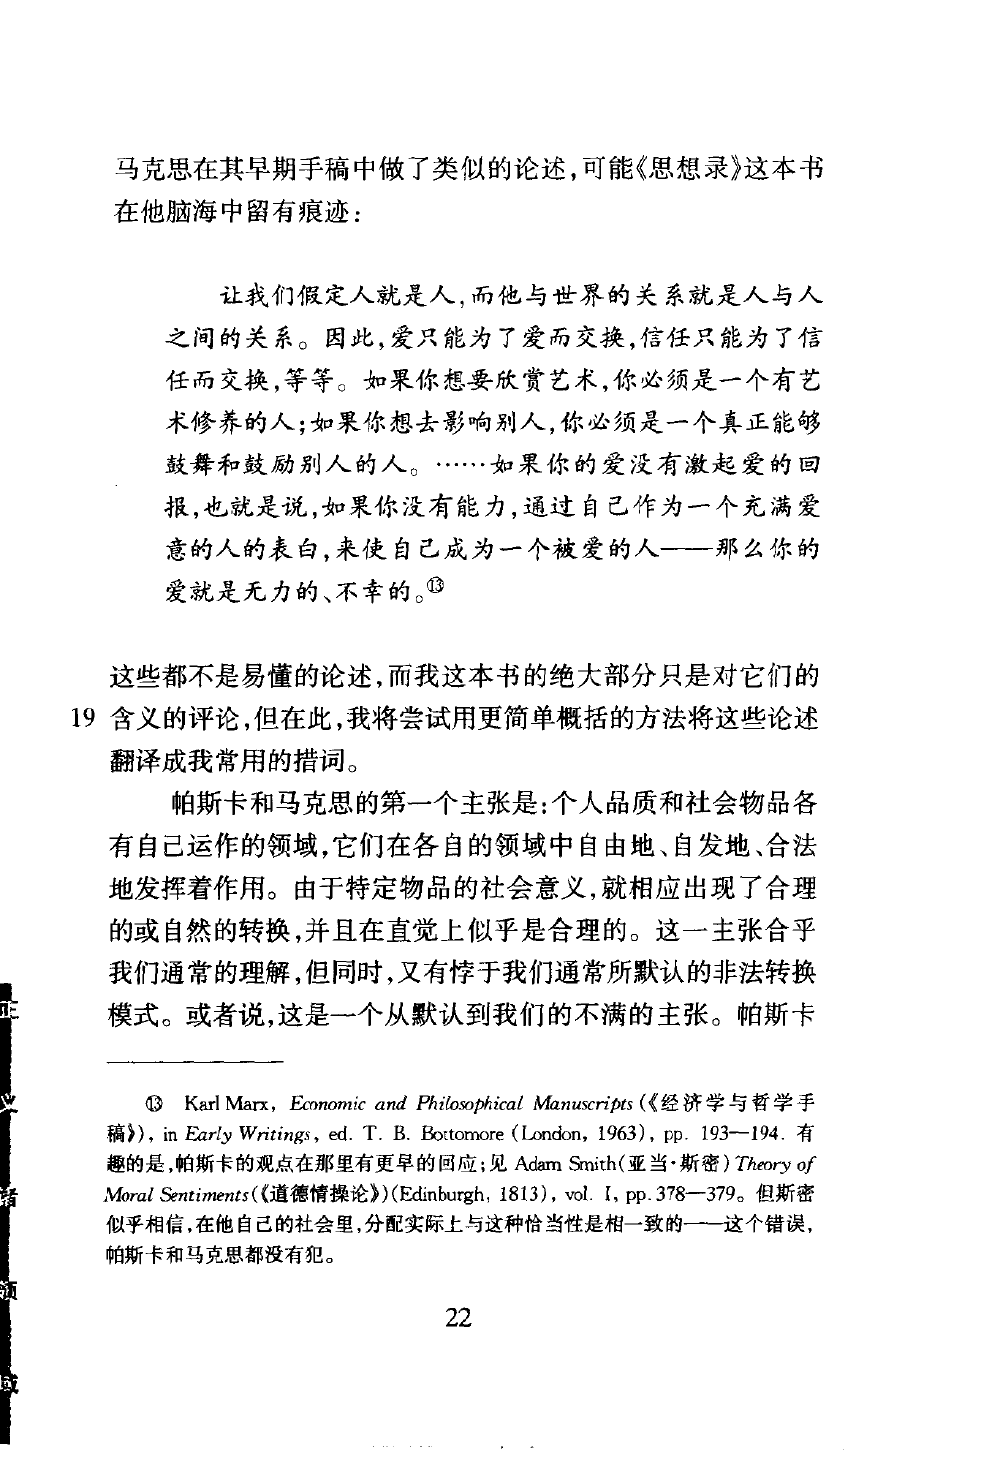 马克思在其早期手稿中做了类似的论述,可能《思想录》这本书
在他脑海中留有痕迹:
让我们假定人就是人,而他与世界的关系就是人与人
之间的关系。因此,爱只能为了爱而交换,信任只能为了信
任而交换,等等。如果你想要欣赏艺术,你必须是一个有艺
术修养的人;如果你想去影响别人,你必须是一个真正能够
鼓舞和鼓励别人的人。……如果你的爱没有激起爱的回
报,也就是说,如果你没有能力,通过自己作为一个充满爱
意的人的表白,来使自己成为一个被爱的人——那么你的
爱就是无力的、不幸的。⑬
这些都不是易懂的论述,而我这本书的绝大部分只是对它们的
19 含义的评论,但在此,我将尝试用更简单概括的方法将这些论述
翻译成我常用的措词。
帕斯卡和马克思的第一个主张是:个人品质和社会物品各
有自己运作的领域,它们在各自的领域中自由地、自发地、合法
地发挥着作用。由于特定物品的社会意义,就相应出现了合理
的或自然的转换,并且在直觉上似乎是合理的。这一主张合乎
我们通常的理解,但同时,又有悖于我们通常所默认的非法转换
模式。或者说,这是一个从默认到我们的不满的主张。帕斯卡
⑬ Karl Marx, Economic and Philosophical Manuscripts (《经济学与哲学手
稿》), in Early Writings, ed. T. B. Bottomore (London, 1963), pp. 193—194. 有
趣的是,帕斯卡的观点在那里有更早的回应;见 Adam Smith(亚当·斯密) Theory of
Moral Sentiments(《道德情操论》)(Edinburgh, 1813), vol. I, pp. 378—379。但斯密
似乎相信,在他自己的社会里,分配实际上与这种恰当性是相一致的——这个错误,
帕斯卡和马克思都没有犯。
22
正
义
诸
领
域